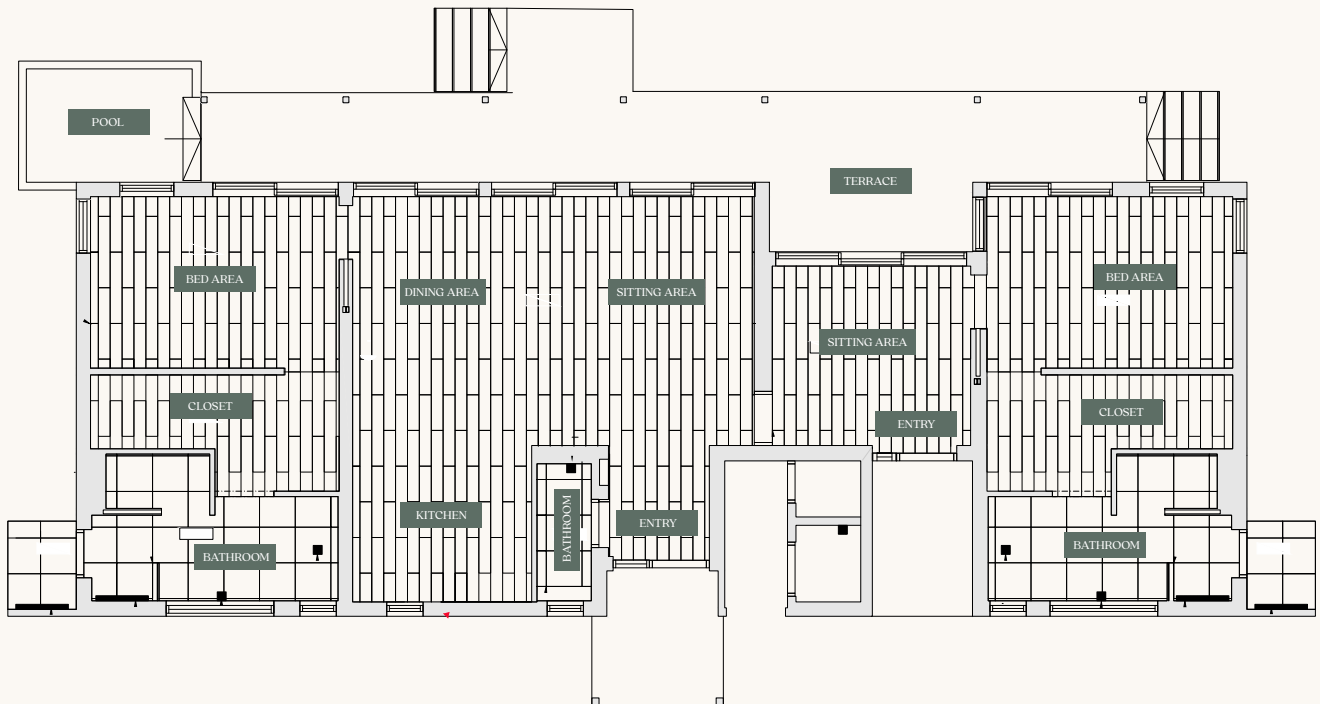 POOL
TERRACE
BED AREA
DINING AREA
SITTING AREA
SITTING AREA
BED AREA
CLOSET
ENTRY
CLOSET
KITCHEN
BATHROOM
ENTRY
BATHROOM
BATHROOM